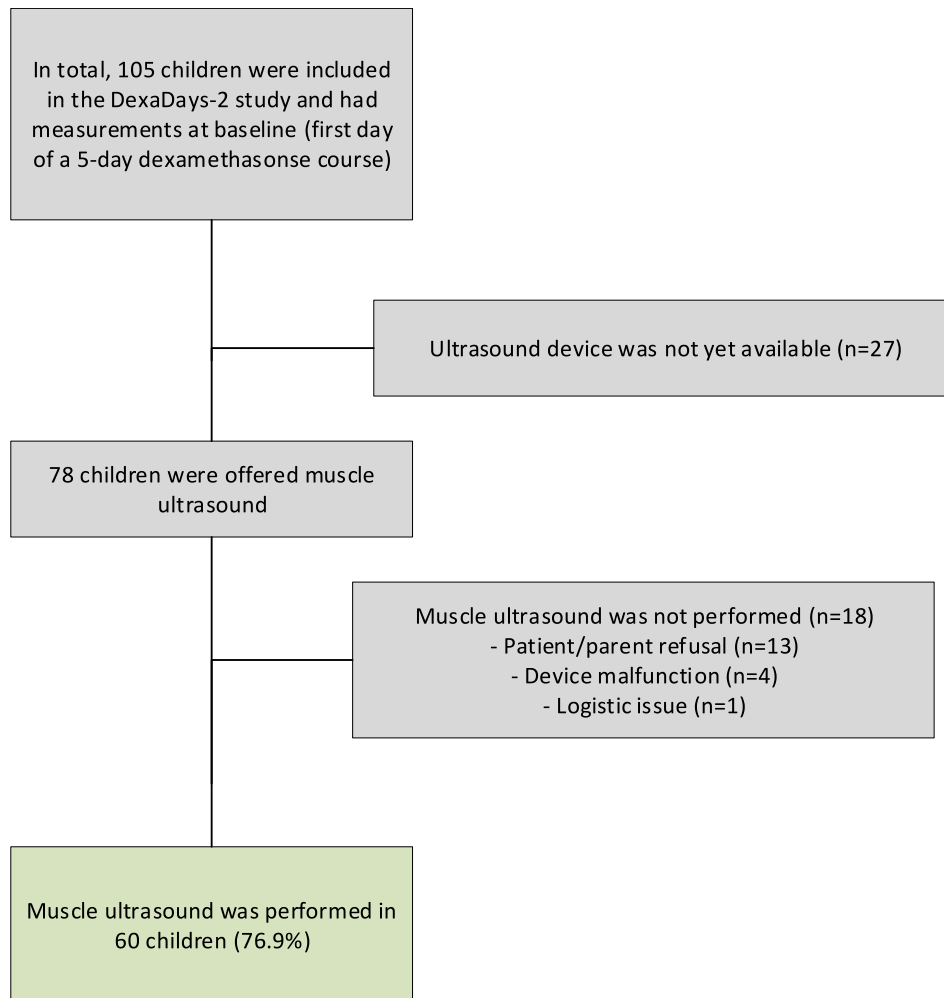 In total, 105 children were included
in the DexaDays-2 study and had
measurements at baseline (first day
of a 5-day dexamethasonse course)
Ultrasound device was not yet available (n=27)
78 children were offered muscle
ultrasound
Muscle ultrasound was not performed (n=18)
- Patient/parent refusal (n=13)
- Device malfunction (n=4)
- Logistic issue (n=1)
Muscle ultrasound was performed in
60 children (76.9%)